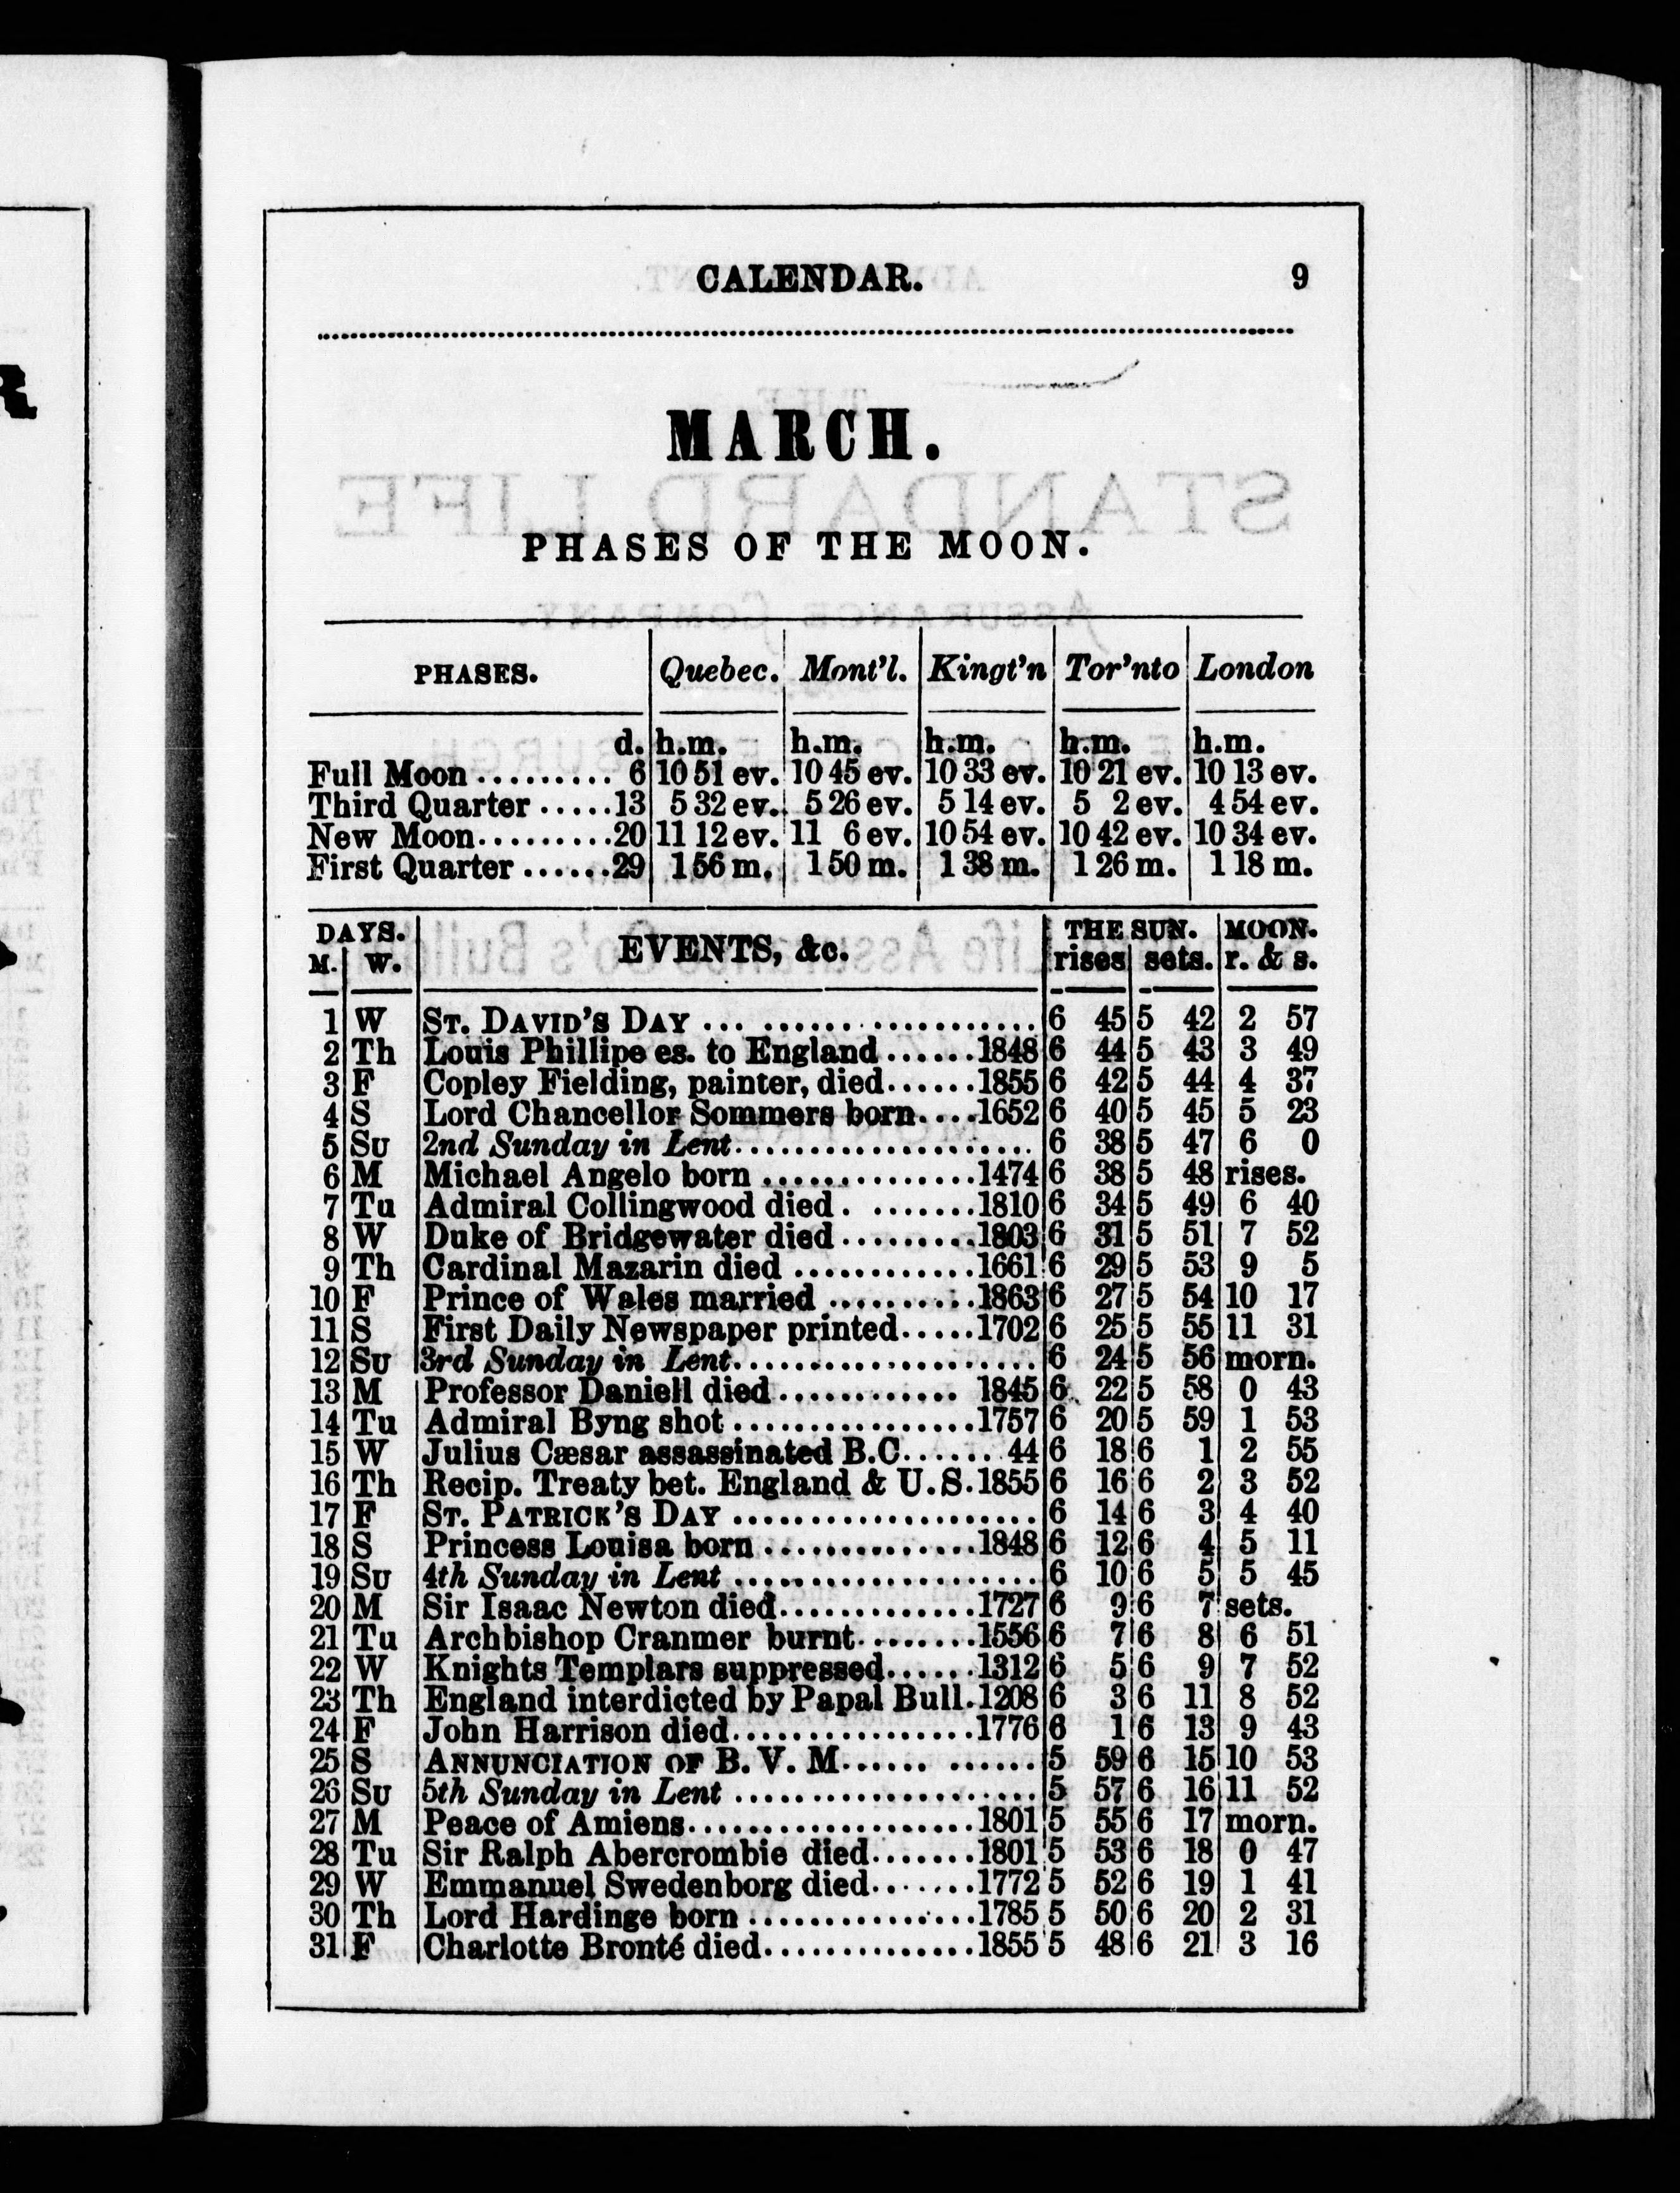 CALENDAR. 9
MARCH.
PHASES OF THE MOON.
PHASES. Quebec. Mont'l. Kingt'n Tor'nto London
d. h.m. h.m. h.m. h.m. h.m.
Full Moon ......... 6 10 51 ev. 10 45 ev. 10 33 ev. 10 21 ev. 10 13 ev.
Third Quarter .....13 5 32 ev. 5 26 ev. 5 14 ev. 5 2 ev. 4 54 ev.
New Moon.........20 11 12 ev. 11 6 ev. 10 54 ev. 10 42 ev. 10 34 ev.
First Quarter ......29 1 56 m. 1 50 m. 1 38 m. 1 26 m. 1 18 m.
DAYS. EVENTS, &c. THE SUN. MOON.
M. W. rises sets. r. & s.
1 W ST. DAVID'S DAY ... ...... . .................. 6 45 5 42 2 57
2 Th Louis Phillipe es. to England......1848 6 44 5 43 3 49
3 F Copley Fielding, painter, died......1855 6 42 5 44 4 37
4 S Lord Chancellor Sommers born....1652 6 40 5 45 5 23
5 SU 2nd Sunday in Lent..................... 6 38 5 47 6 0
6 M Michael Angelo born ..............1474 6 38 5 48 rises.
7 Tu Admiral Collingwood died. ........1810 6 34 5 49 6 40
8 W Duke of Bridgewater died.........1803 6 31 5 51 7 52
9 Th Cardinal Mazarin died ............1661 6 29 5 53 9 5
10 F Prince of Wales married ..........1863 6 27 5 54 10 17
11 S First Daily Newspaper printed.....1702 6 25 5 55 11 31
12 SU 3rd Sunday in Lent..................... 6 24 5 56 morn.
13 M Professor Daniell died............ 1845 6 22 5 58 0 43
14 Tu Admiral Byng shot ................1757 6 20 5 59 1 53
15 W Julius Cæsar assassinated B.C...... 44 6 18 6 1 2 55
16 Th Recip. Treaty bet. England & U.S.1855 6 16 6 2 3 52
17 F ST. PATRICK'S DAY .................... 6 14 6 3 4 40
18 S Princess Louisa born ..............1848 6 12 6 4 5 11
19 SU 4th Sunday in Lent .................... 6 10 6 5 5 45
20 M Sir Isaac Newton died.............1727 6 9 6 7 sets.
21 Tu Archbishop Cranmer burnt........1556 6 7 6 8 6 51
22 W Knights Templars suppressed......1312 6 5 6 9 7 52
23 Th England interdicted by Papal Bull.1208 6 3 6 11 8 52
24 F John Harrison died................1776 6 1 6 13 9 43
25 S ANNUNCIATION OF B. V. M...... ...... 5 59 6 15 10 53
26 SU 5th Sunday in Lent .................... 5 57 6 16 11 52
27 M Peace of Amiens...................1801 5 55 6 17 morn.
28 Tu Sir Ralph Abercrombie died.......1801 5 53 6 18 0 47
29 W Emmanuel Swedenborg died.......1772 5 52 6 19 1 41
30 Th Lord Hardinge born ...............1785 5 50 6 20 2 31
31 F Charlotte Bronté died..............1855 5 48 6 21 3 16